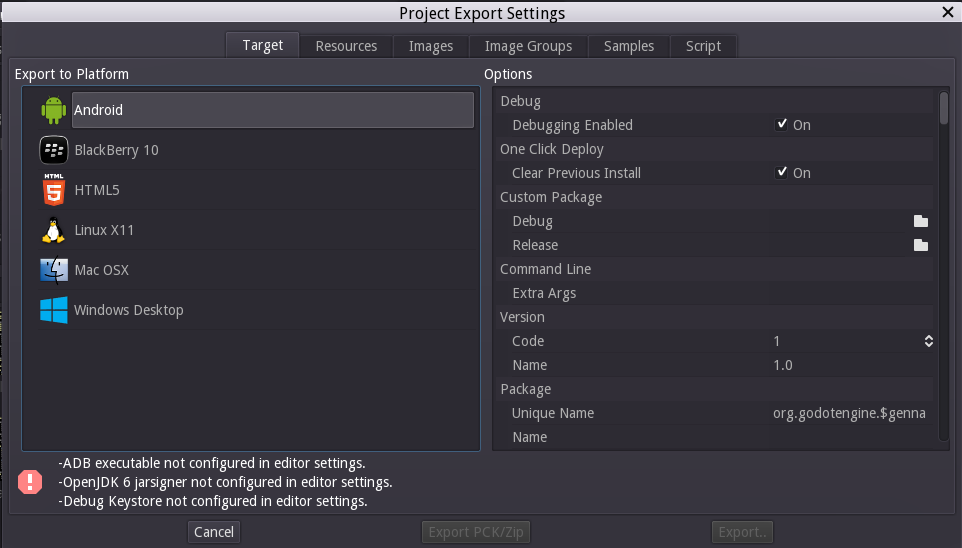 Project Export Settings
Target Resources Images Image Groups Samples Script
Export to Platform
Android
BlackBerry 10
HTML
5
HTML5
Linux X11
Mac OSX
Windows Desktop
Options
Debug
Debugging Enabled On
One Click Deploy
Clear Previous Install On
Custom Package
Debug
Release
Command Line
Extra Args
Version
Code 1
Name 1.0
Package
Unique Name org.godotengine.$genna
Name
-ADB executable not configured in editor settings.
-OpenJDK 6 jarsigner not configured in editor settings.
-Debug Keystore not configured in editor settings.
Cancel Export PCK/Zip Export..